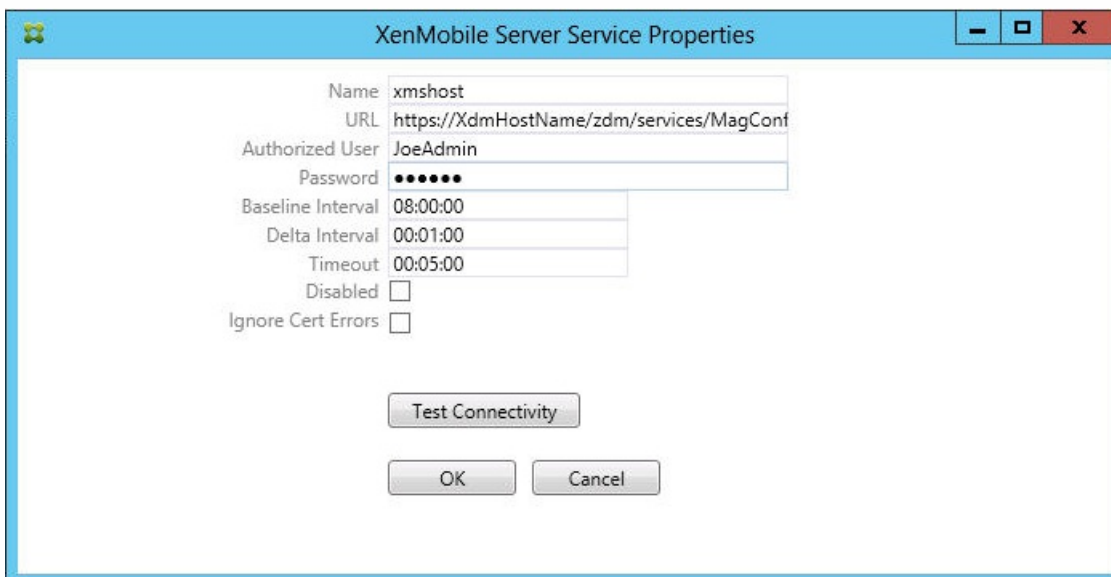 XenMobile Server Service Properties
Name xmshost
URL https://XdmHostName/zdm/services/MagConf
Authorized User JoeAdmin
Password ●●●●●●
Baseline Interval 08:00:00
Delta Interval 00:01:00
Timeout 00:05:00
Disabled
Ignore Cert Errors
Test Connectivity
OK Cancel